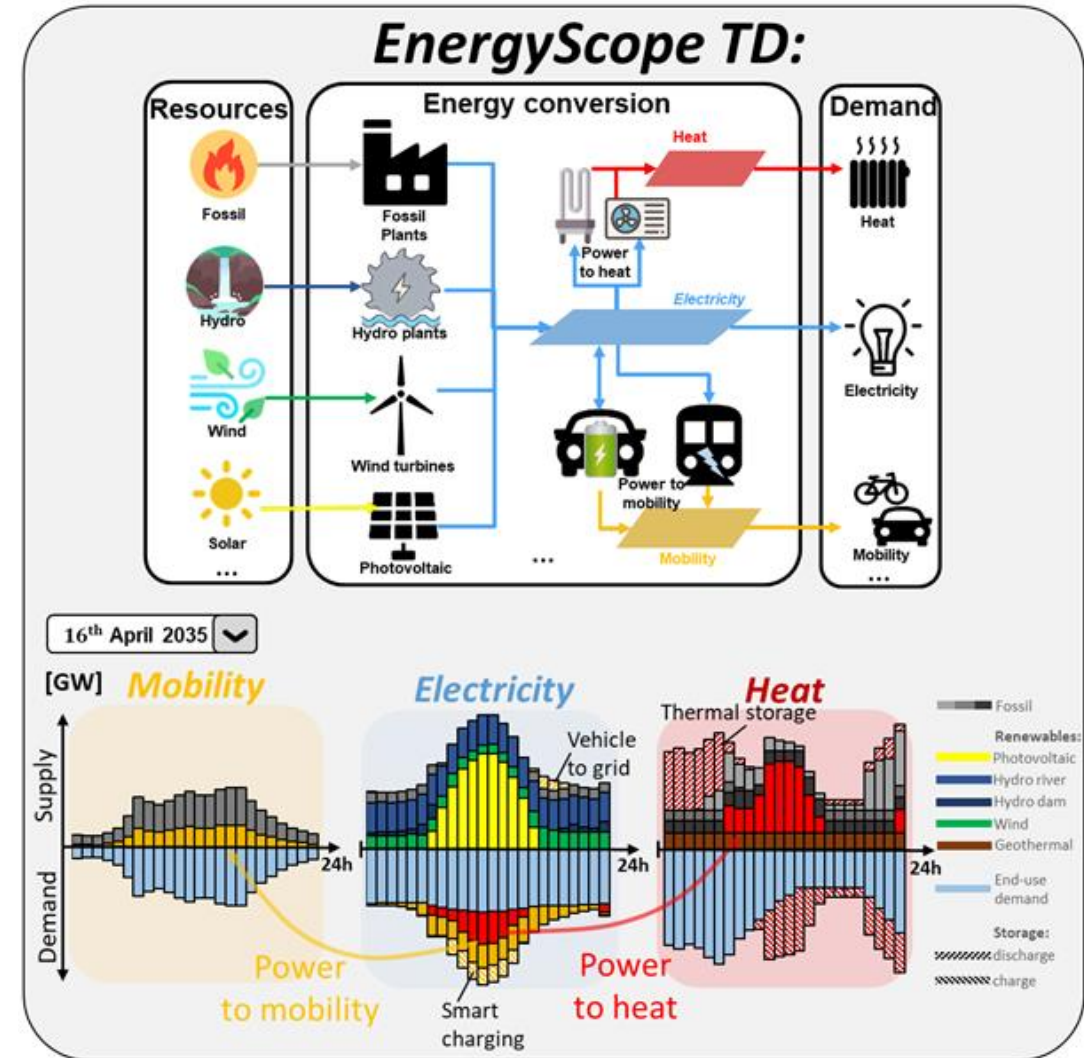 EnergyScope TD:
Resources
Energy conversion
Demand
Fossil
Hydro
Wind
Solar
...
Fossil
Plants
Hydro plants
Wind turbines
Photovoltaic
Heat
Power
to heat
Electricity
Power to
mobility
Mobility
...
Heat
Electricity
Mobility
...
16th April 2035
[GW]
Mobility
Electricity
Heat
Supply
Demand
24h
24h
24h
Vehicle
to grid
Thermal storage
Power
to mobility
Smart
charging
Power
to heat
Fossil
Renewables:
Photovoltaic
Hydro river
Hydro dam
Wind
Geothermal
End-use
demand
Storage:
discharge
charge